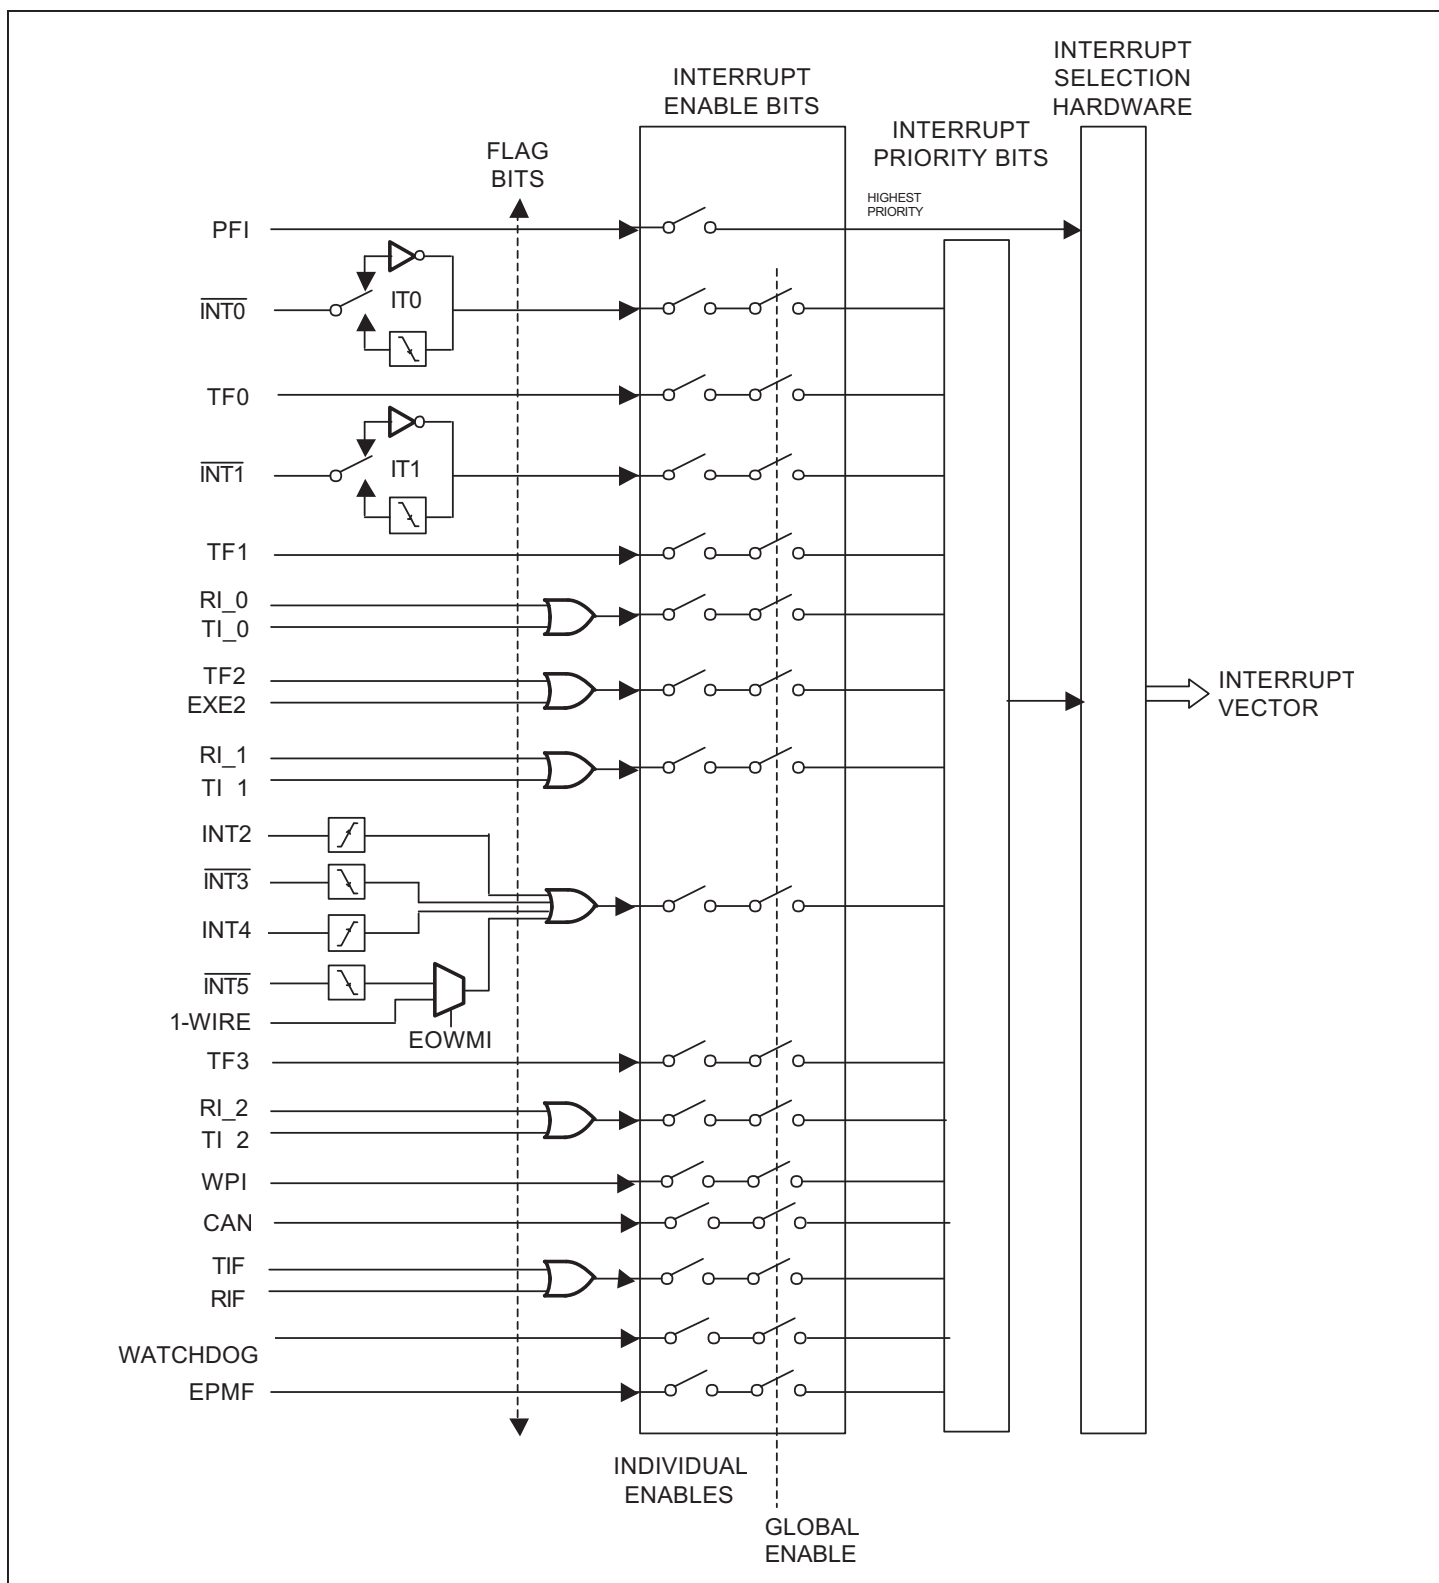 INTERRUPT
SELECTION
HARDWARE
INTERRUPT
ENABLE BITS
INTERRUPT
PRIORITY BITS
FLAG
BITS
HIGHEST
PRIORITY
PFI
IT0
INT0
TF0
IT1
INT1
TF1
RI_0
TI_0
TF2
EXE2
INTERRUPT
VECTOR
RI_1
TI 1
INT2
INT3
INT4
INT5
1-WIRE
EOWMI
TF3
RI_2
TI 2
WPI
CAN
TIF
RIF
WATCHDOG
EPMF
INDIVIDUAL
ENABLES
GLOBAL
ENABLE